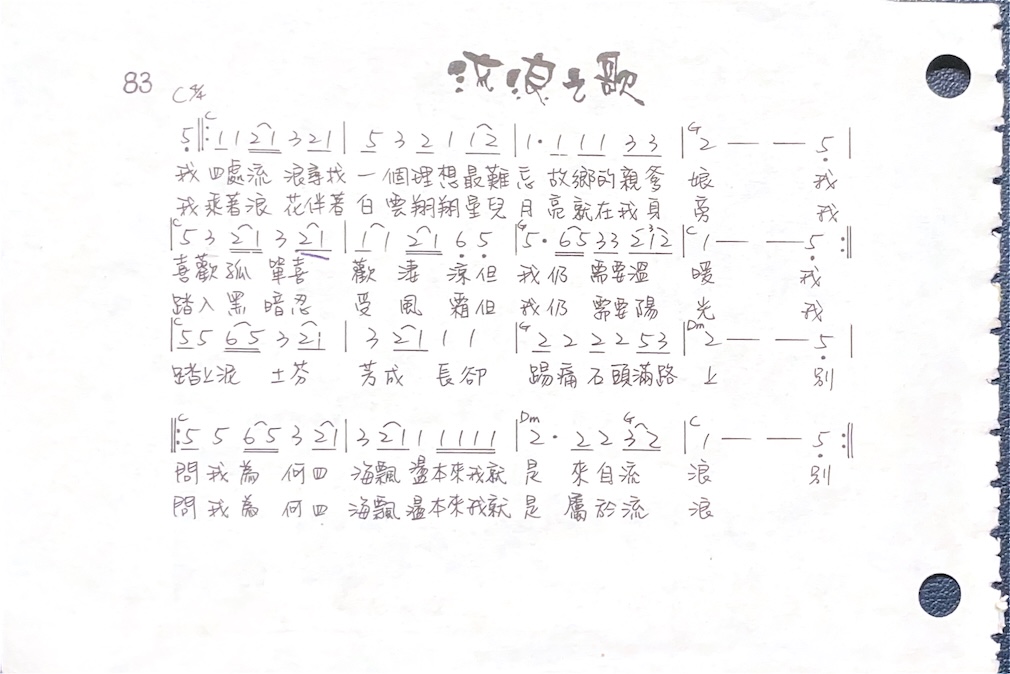 83
流浪之歌
C 4/4
C G
5 ‖: 1 1 2 1 3 2 1 | 5 3 2 1 1 2 | 1 · 1 1 1 3 3 | 2 — — 5 |
我四處流 浪尋找 一個理想最難忘 故鄉的親爹 娘 我
我乘著浪 花伴著 白雲翔翔星兒 月亮就在我身 旁 我
C G C
| 5 3 2 1 3 2 1 | 1 1 2 1 6 5 | 5 · 6 5 3 3 2 3 1 2 | 1 — — 5 :‖
喜歡孤 單喜 歡 淒 涼但 我仍 需要溫 暖 我
踏入黑 暗忍 受 風 霜但 我仍 需要陽 光 我
C G Dm
5 5 6 5 3 2 1 | 3 2 1 1 1 | 2 2 2 2 5 3 | 2 — — 5 |
踏上泥 土芬 芳成 長卻 踢痛石頭滿路 上 別
C Dm G C
‖: 5 5 6 5 3 2 1 | 3 2 1 1 1 1 1 1 | 2 · 2 2 3 2 | 1 — — 5 :‖
問我為 何四 海飄盪本來我就 是 來自流 浪 別
問我為 何四 海飄盪本來我就 是 屬於流 浪